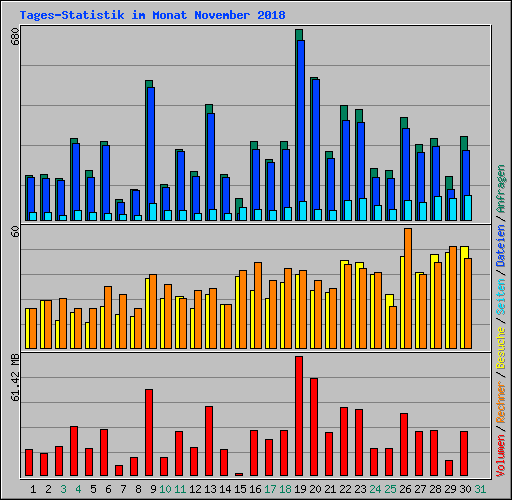 Tages-Statistik im Monat November 2018
680
60
61.42 MB
Volumen / Rechner / Besuche / Seiten / Dateien / Anfragen
1 2 3 4 5 6 7 8 9 10 11 12 13 14 15 16 17 18 19 20 21 22 23 24 25 26 27 28 29 30 31